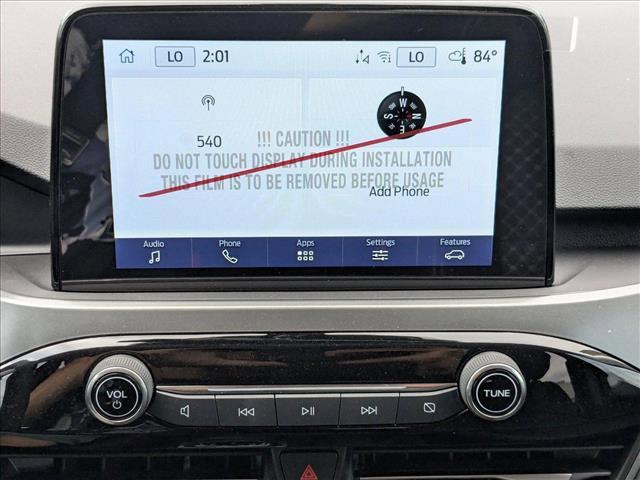 LO 2:01 LO 84°
W
S N
E
540
!!! CAUTION !!!
DO NOT TOUCH DISPLAY DURING INSTALLATION
THIS FILM IS TO BE REMOVED BEFORE USAGE
Add Phone
Audio Phone Apps Settings Features
VOL TUNE